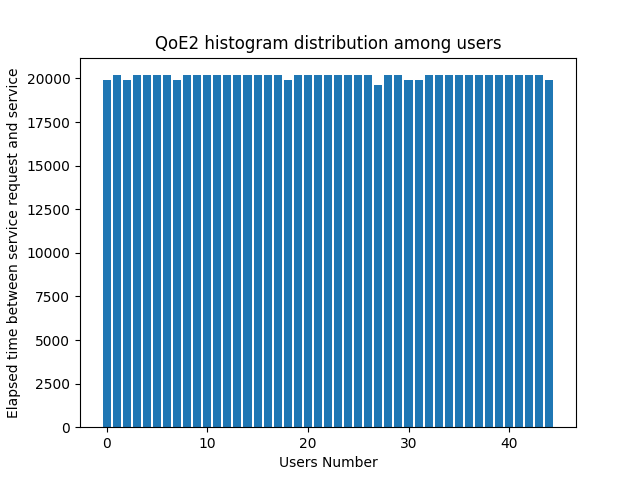 QoE2 histogram distribution among users
Elapsed time between service request and service
20000
17500
15000
12500
10000
7500
5000
2500
0
0 10 20 30 40
Users Number